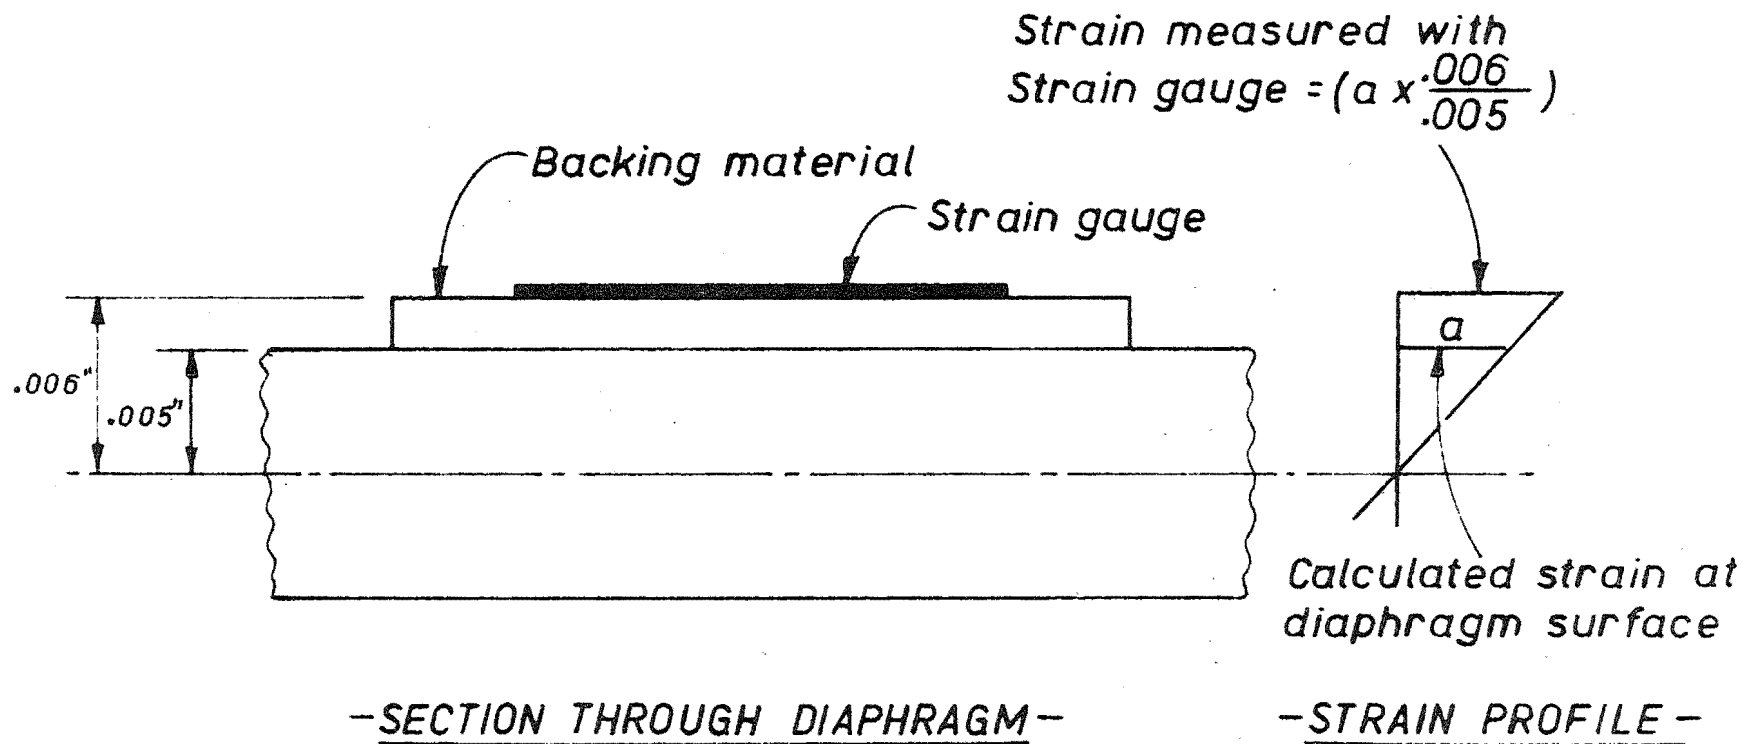 Strain measured with
Strain gauge = (a x .006/.005)
Backing material
Strain gauge
a
.006"
.005"
Calculated strain at
diaphragm surface
-SECTION THROUGH DIAPHRAGM-
-STRAIN PROFILE-